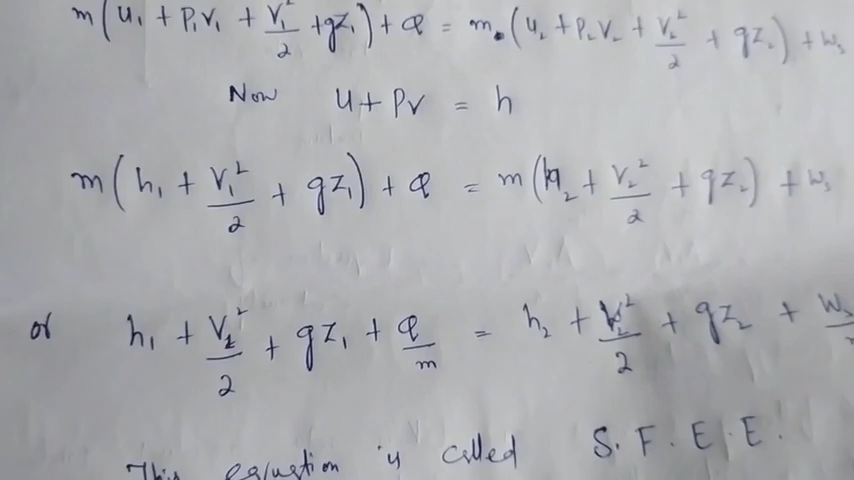 m(u₁ + P₁v₁ + V₁²/2 + gZ₁) + Q = m(u₂ + P₂v₂ + V₂²/2 + gZ₂) + Ws
Now u + Pv = h
m(h₁ + V₁²/2 + gZ₁) + Q = m(h₂ + V₂²/2 + gZ₂) + Ws
or h₁ + V₁²/2 + gZ₁ + Q/m = h₂ + V₂²/2 + gZ₂ + Ws/m
This equation is called S.F.E.E.